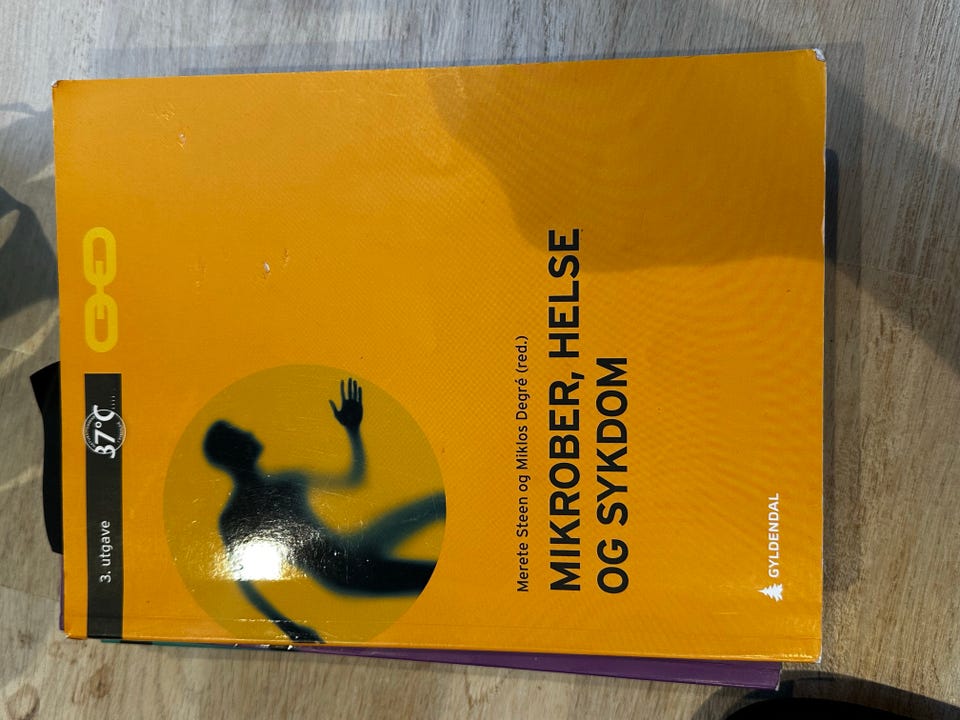 3. utgave
37°C
Merete Steen og Miklos Degré (red.)
MIKROBER, HELSE
OG SYKDOM
GYLDENDAL